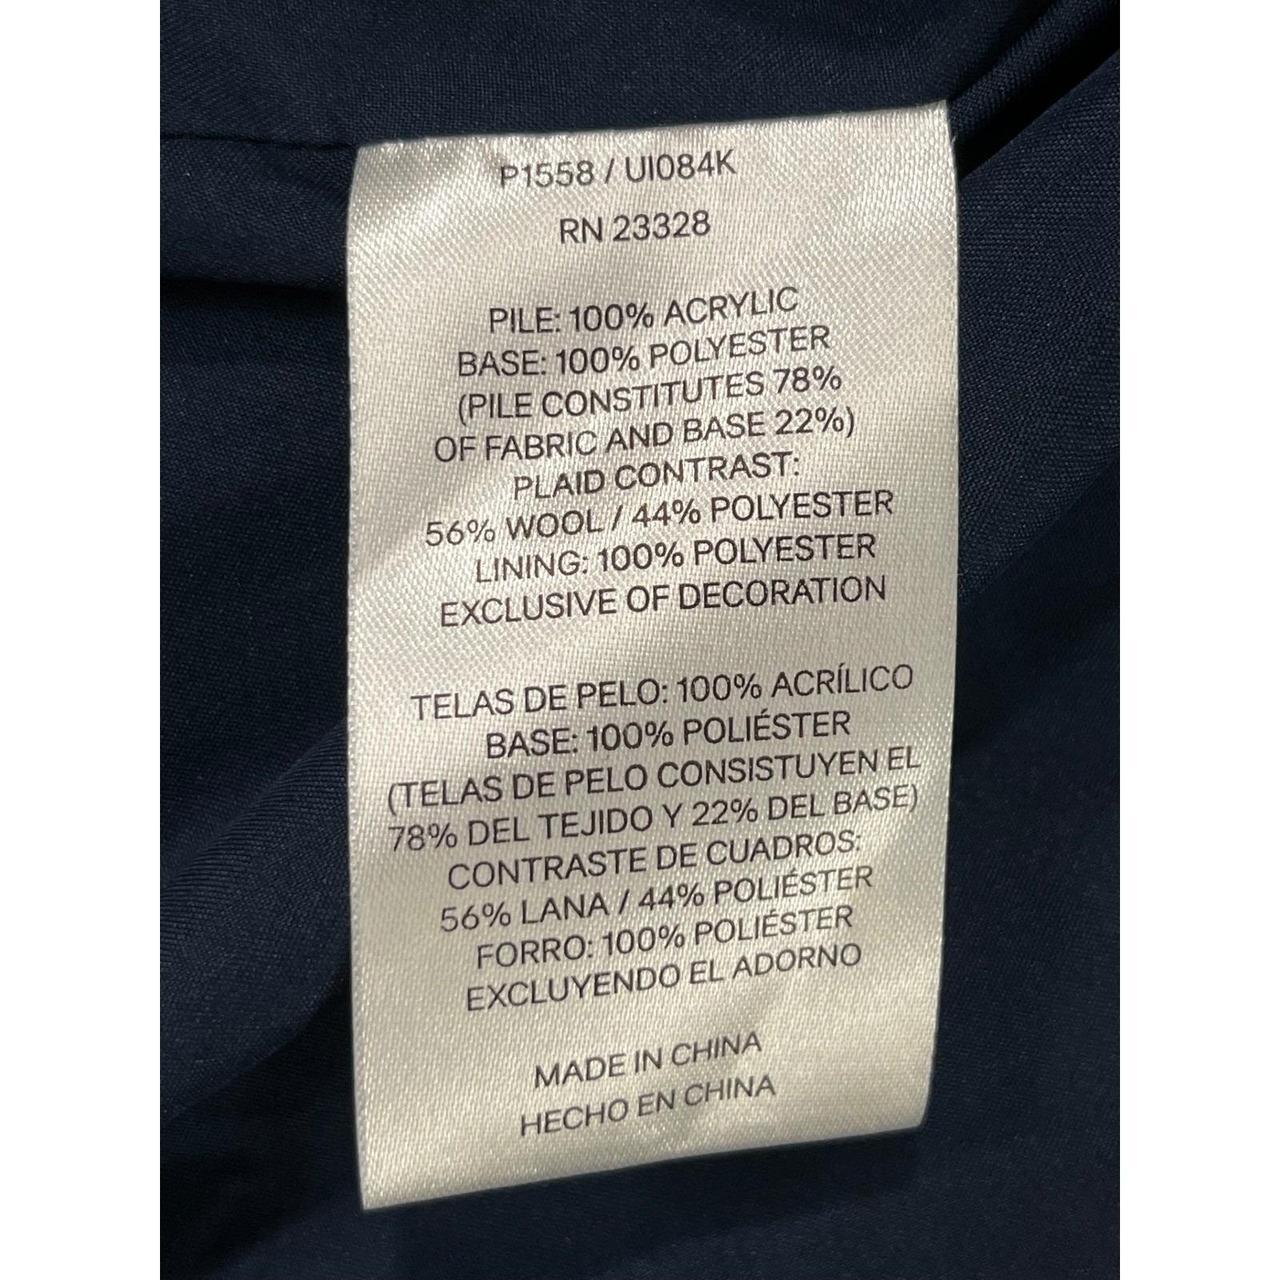 P1558 / UI084K
RN 23328
PILE: 100% ACRYLIC
BASE: 100% POLYESTER
(PILE CONSTITUTES 78%
OF FABRIC AND BASE 22%)
PLAID CONTRAST:
56% WOOL / 44% POLYESTER
LINING: 100% POLYESTER
EXCLUSIVE OF DECORATION
TELAS DE PELO: 100% ACRÍLICO
BASE: 100% POLIÉSTER
(TELAS DE PELO CONSISTUYEN EL
78% DEL TEJIDO Y 22% DEL BASE)
CONTRASTE DE CUADROS:
56% LANA / 44% POLIÉSTER
FORRO: 100% POLIÉSTER
EXCLUYENDO EL ADORNO
MADE IN CHINA
HECHO EN CHINA